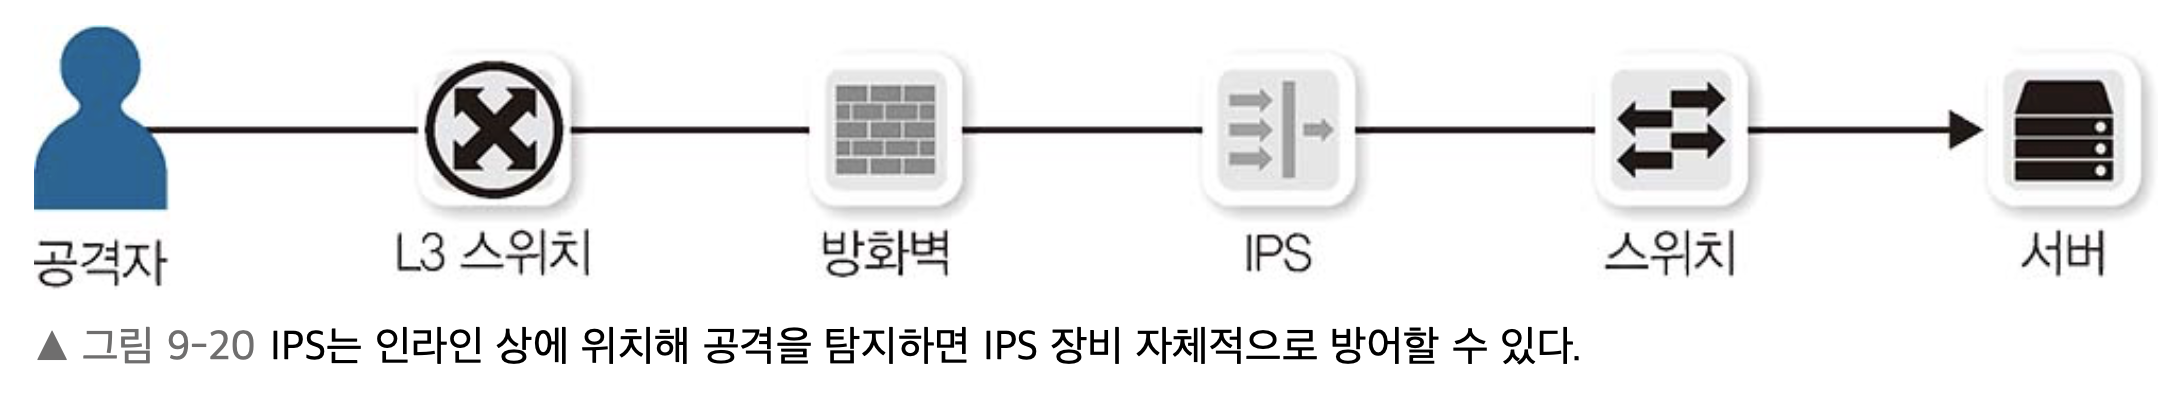 공격자 L3 스위치 방화벽 IPS 스위치 서버
▲ 그림 9-20 IPS는 인라인 상에 위치해 공격을 탐지하면 IPS 장비 자체적으로 방어할 수 있다.